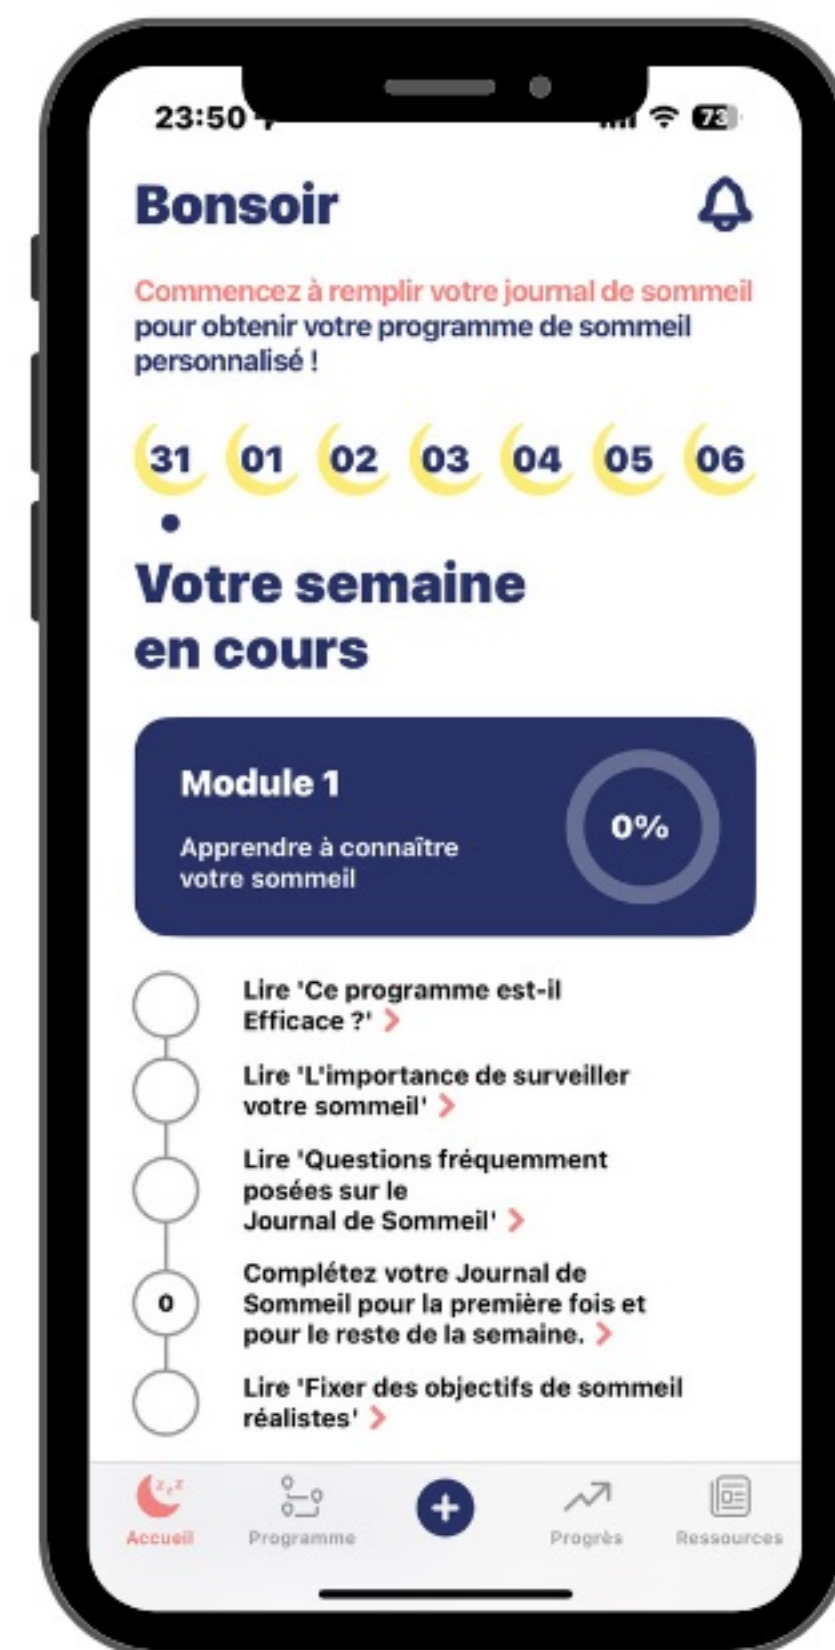 23:50
73
Bonsoir
Commencez à remplir votre journal de sommeil
pour obtenir votre programme de sommeil
personnalisé !
31 01 02 03 04 05 06
Votre semaine
en cours
Module 1
Apprendre à connaître
votre sommeil
0%
Lire 'Ce programme est-il
Efficace ?'
Lire 'L'importance de surveiller
votre sommeil'
Lire 'Questions fréquemment
posées sur le
Journal de Sommeil'
0
Complétez votre Journal de
Sommeil pour la première fois et
pour le reste de la semaine.
Lire 'Fixer des objectifs de sommeil
réalistes'
z z z
Accueil Programme + Progrès Ressources